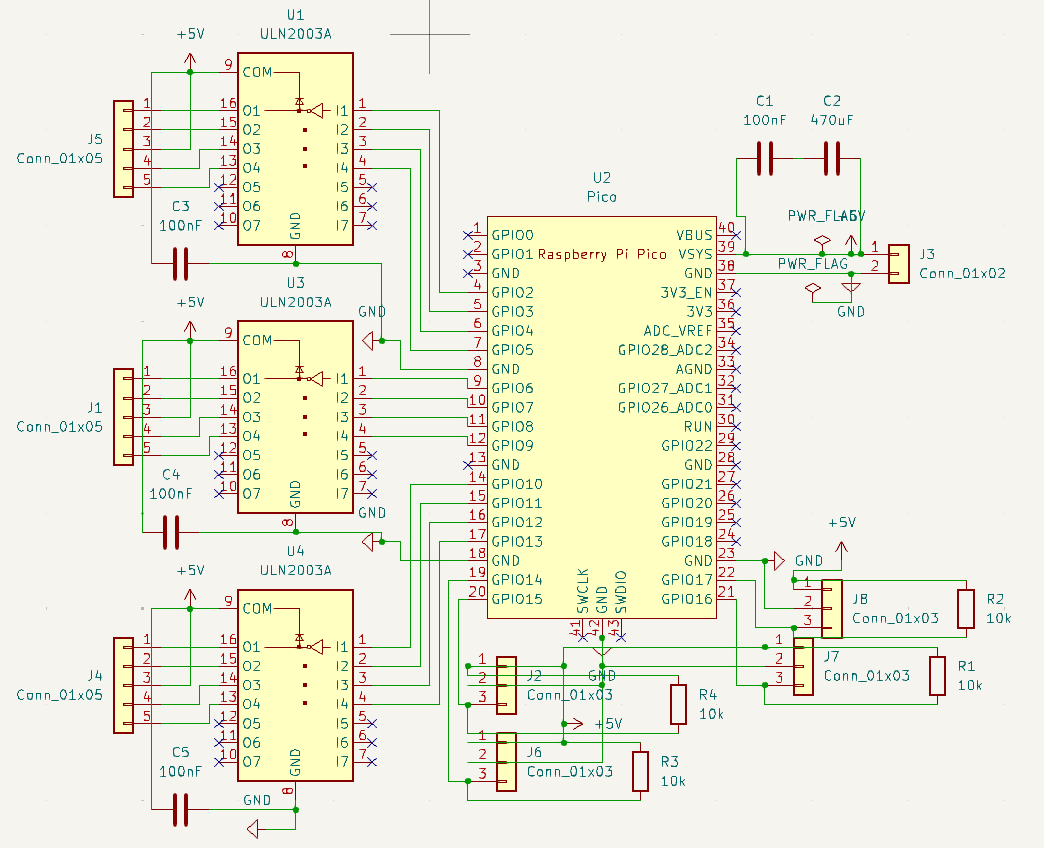 U1
ULN2003A
+5V
9
COM
1
16
O1
I1
1
2
15
O2
I2
2
3
14
O3
I3
3
4
13
O4
I4
4
5
12
O5
I5
5
11
O6
I6
6
10
O7
I7
7
GND
8
J5
Conn_01x05
C3
100nF
U3
ULN2003A
+5V
GND
9
COM
1
16
O1
I1
1
2
15
O2
I2
2
3
14
O3
I3
3
4
13
O4
I4
4
5
12
O5
I5
5
11
O6
I6
6
10
O7
I7
7
GND
8
J1
Conn_01x05
C4
100nF
GND
U4
ULN2003A
+5V
9
COM
1
16
O1
I1
1
2
15
O2
I2
2
3
14
O3
I3
3
4
13
O4
I4
4
5
12
O5
I5
5
11
O6
I6
6
10
O7
I7
7
GND
8
J4
Conn_01x05
C5
100nF
GND
U2
Pico
Raspberry Pi Pico
1
GPIO0
2
GPIO1
3
GND
4
GPIO2
5
GPIO3
6
GPIO4
7
GPIO5
8
GND
9
GPIO6
10
GPIO7
11
GPIO8
12
GPIO9
13
GND
14
GPIO10
15
GPIO11
16
GPIO12
17
GPIO13
18
GND
19
GPIO14
20
GPIO15
VBUS
40
VSYS
39
GND
38
3V3_EN
37
3V3
36
ADC_VREF
35
GPIO28_ADC2
34
AGND
33
GPIO27_ADC1
32
GPIO26_ADC0
31
RUN
30
GPIO22
29
GND
28
GPIO21
27
GPIO20
26
GPIO19
25
GPIO18
24
GND
23
GPIO17
22
GPIO16
21
SWCLK
41
GND
42
SWDIO
43
C1
100nF
C2
470uF
PWR_FLAG
+5V
PWR_FLAG
GND
1
2
J3
Conn_01x02
+5V
GND
1
2
3
J8
Conn_01x03
R2
10k
1
2
3
J7
Conn_01x03
R1
10k
GND
1
2
3
J2
Conn_01x03
R4
10k
+5V
1
2
3
J6
Conn_01x03
R3
10k